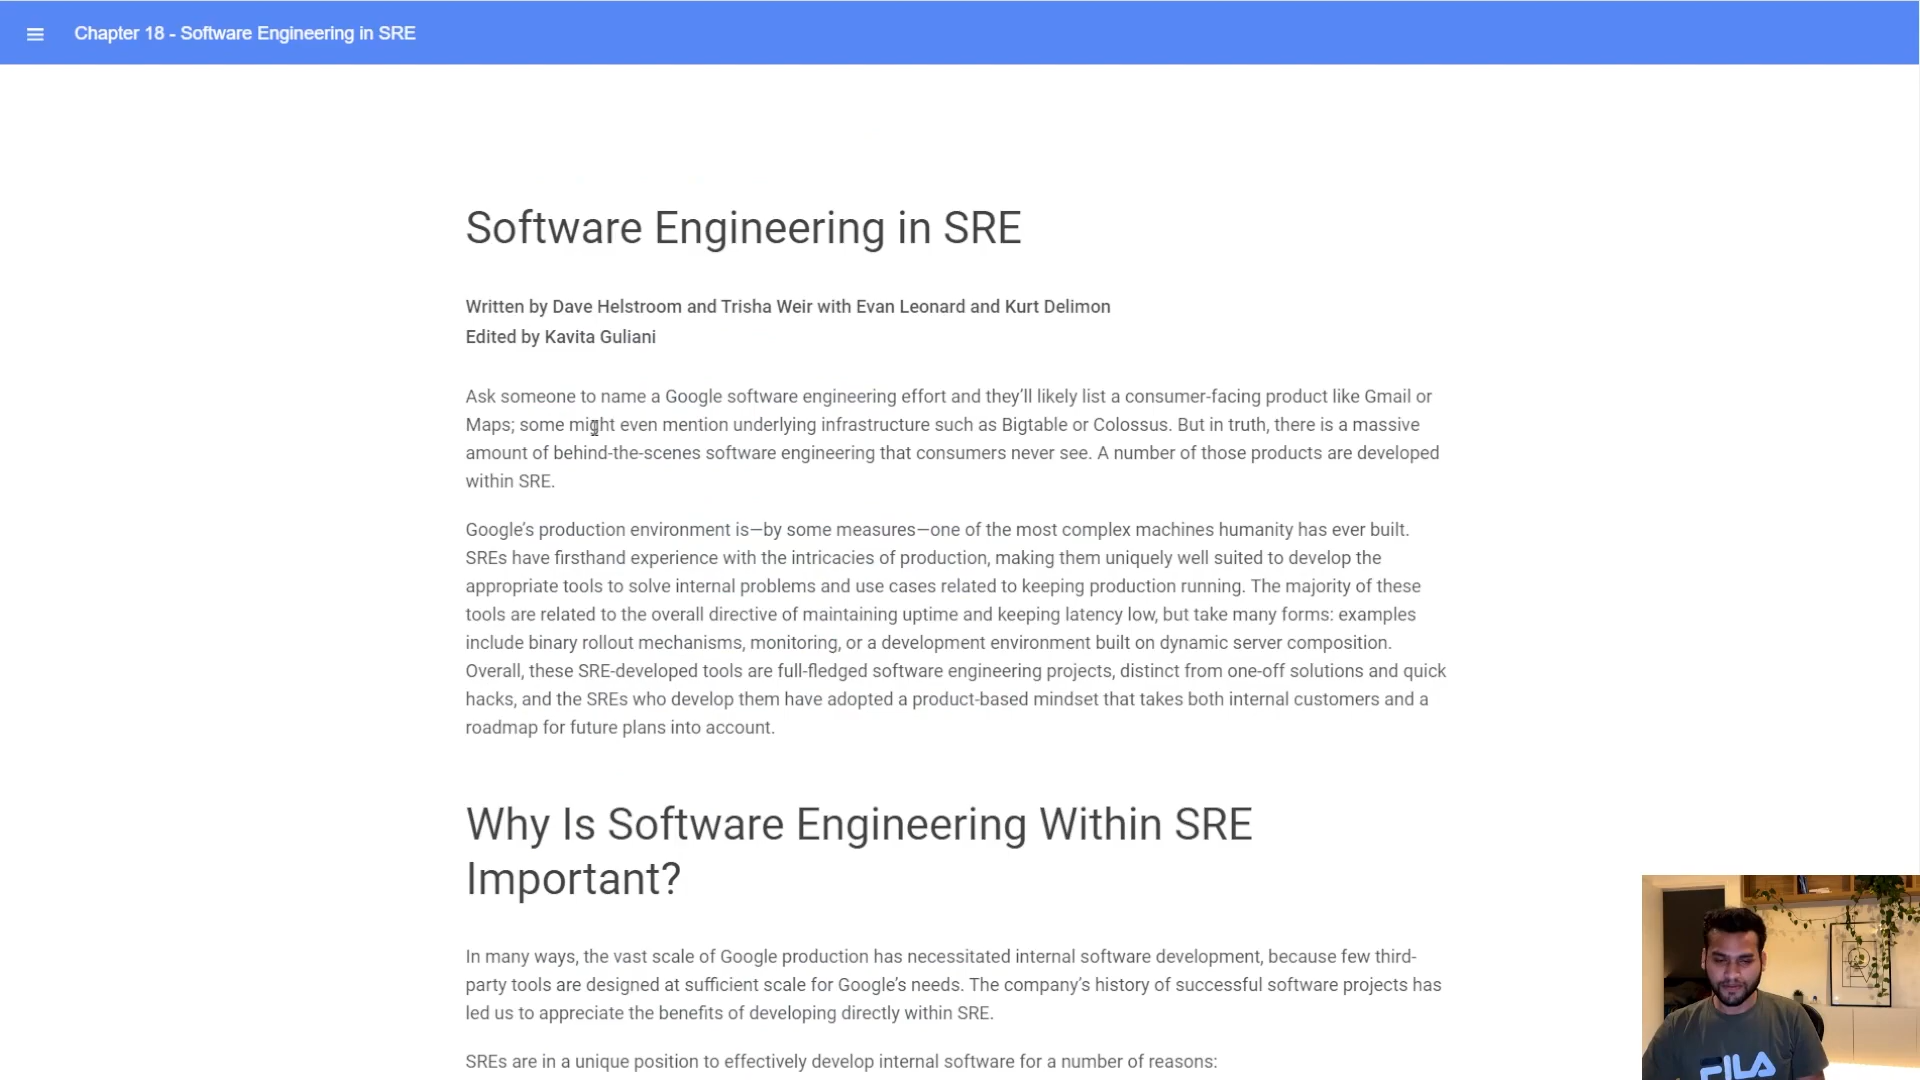 Chapter 18 - Software Engineering in SRE
Software Engineering in SRE
Written by Dave Helstroom and Trisha Weir with Evan Leonard and Kurt Delimon
Edited by Kavita Guliani
Ask someone to name a Google software engineering effort and they’ll likely list a consumer-facing product like Gmail or
Maps; some might even mention underlying infrastructure such as Bigtable or Colossus. But in truth, there is a massive
amount of behind-the-scenes software engineering that consumers never see. A number of those products are developed
within SRE.
Google’s production environment is—by some measures—one of the most complex machines humanity has ever built.
SREs have firsthand experience with the intricacies of production, making them uniquely well suited to develop the
appropriate tools to solve internal problems and use cases related to keeping production running. The majority of these
tools are related to the overall directive of maintaining uptime and keeping latency low, but take many forms: examples
include binary rollout mechanisms, monitoring, or a development environment built on dynamic server composition.
Overall, these SRE-developed tools are full-fledged software engineering projects, distinct from one-off solutions and quick
hacks, and the SREs who develop them have adopted a product-based mindset that takes both internal customers and a
roadmap for future plans into account.
Why Is Software Engineering Within SRE
Important?
In many ways, the vast scale of Google production has necessitated internal software development, because few third-
party tools are designed at sufficient scale for Google’s needs. The company’s history of successful software projects has
led us to appreciate the benefits of developing directly within SRE.
SREs are in a unique position to effectively develop internal software for a number of reasons:
FILA